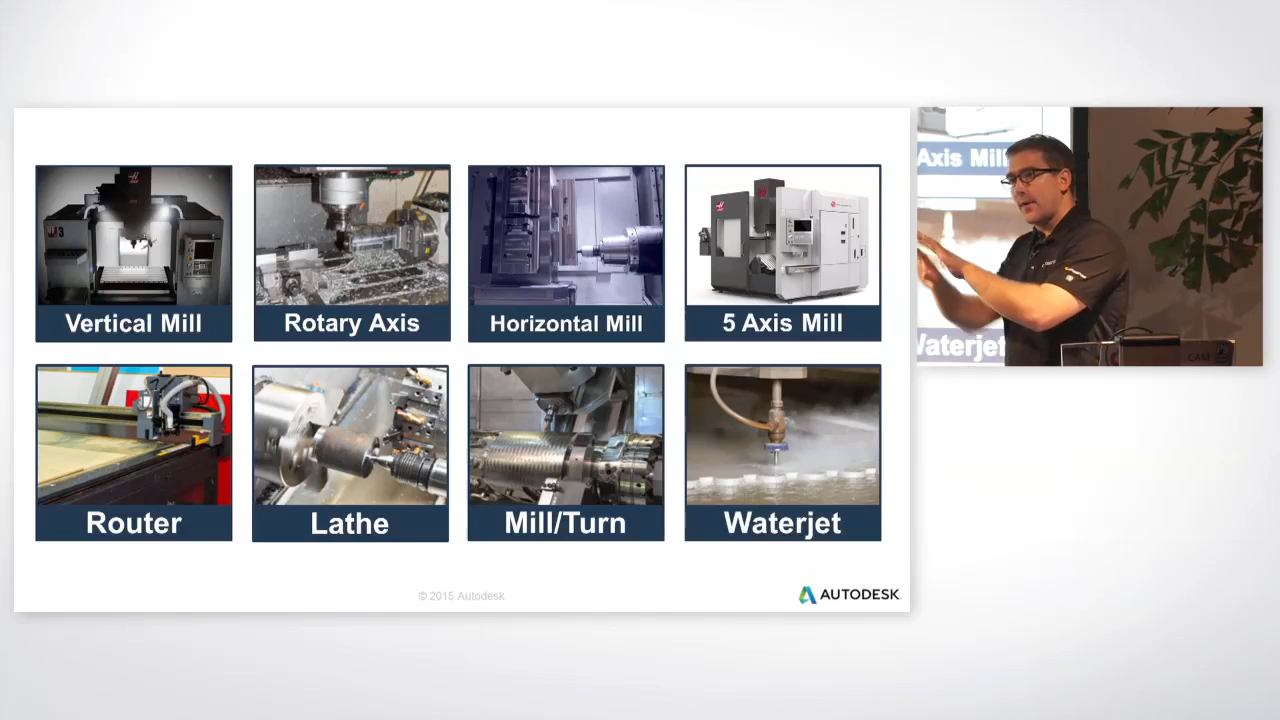 Vertical Mill
Rotary Axis
Horizontal Mill
5 Axis Mill
Router
Lathe
Mill/Turn
Waterjet
© 2015 Autodesk
AUTODESK
Axis Mill
Waterjet
CAM